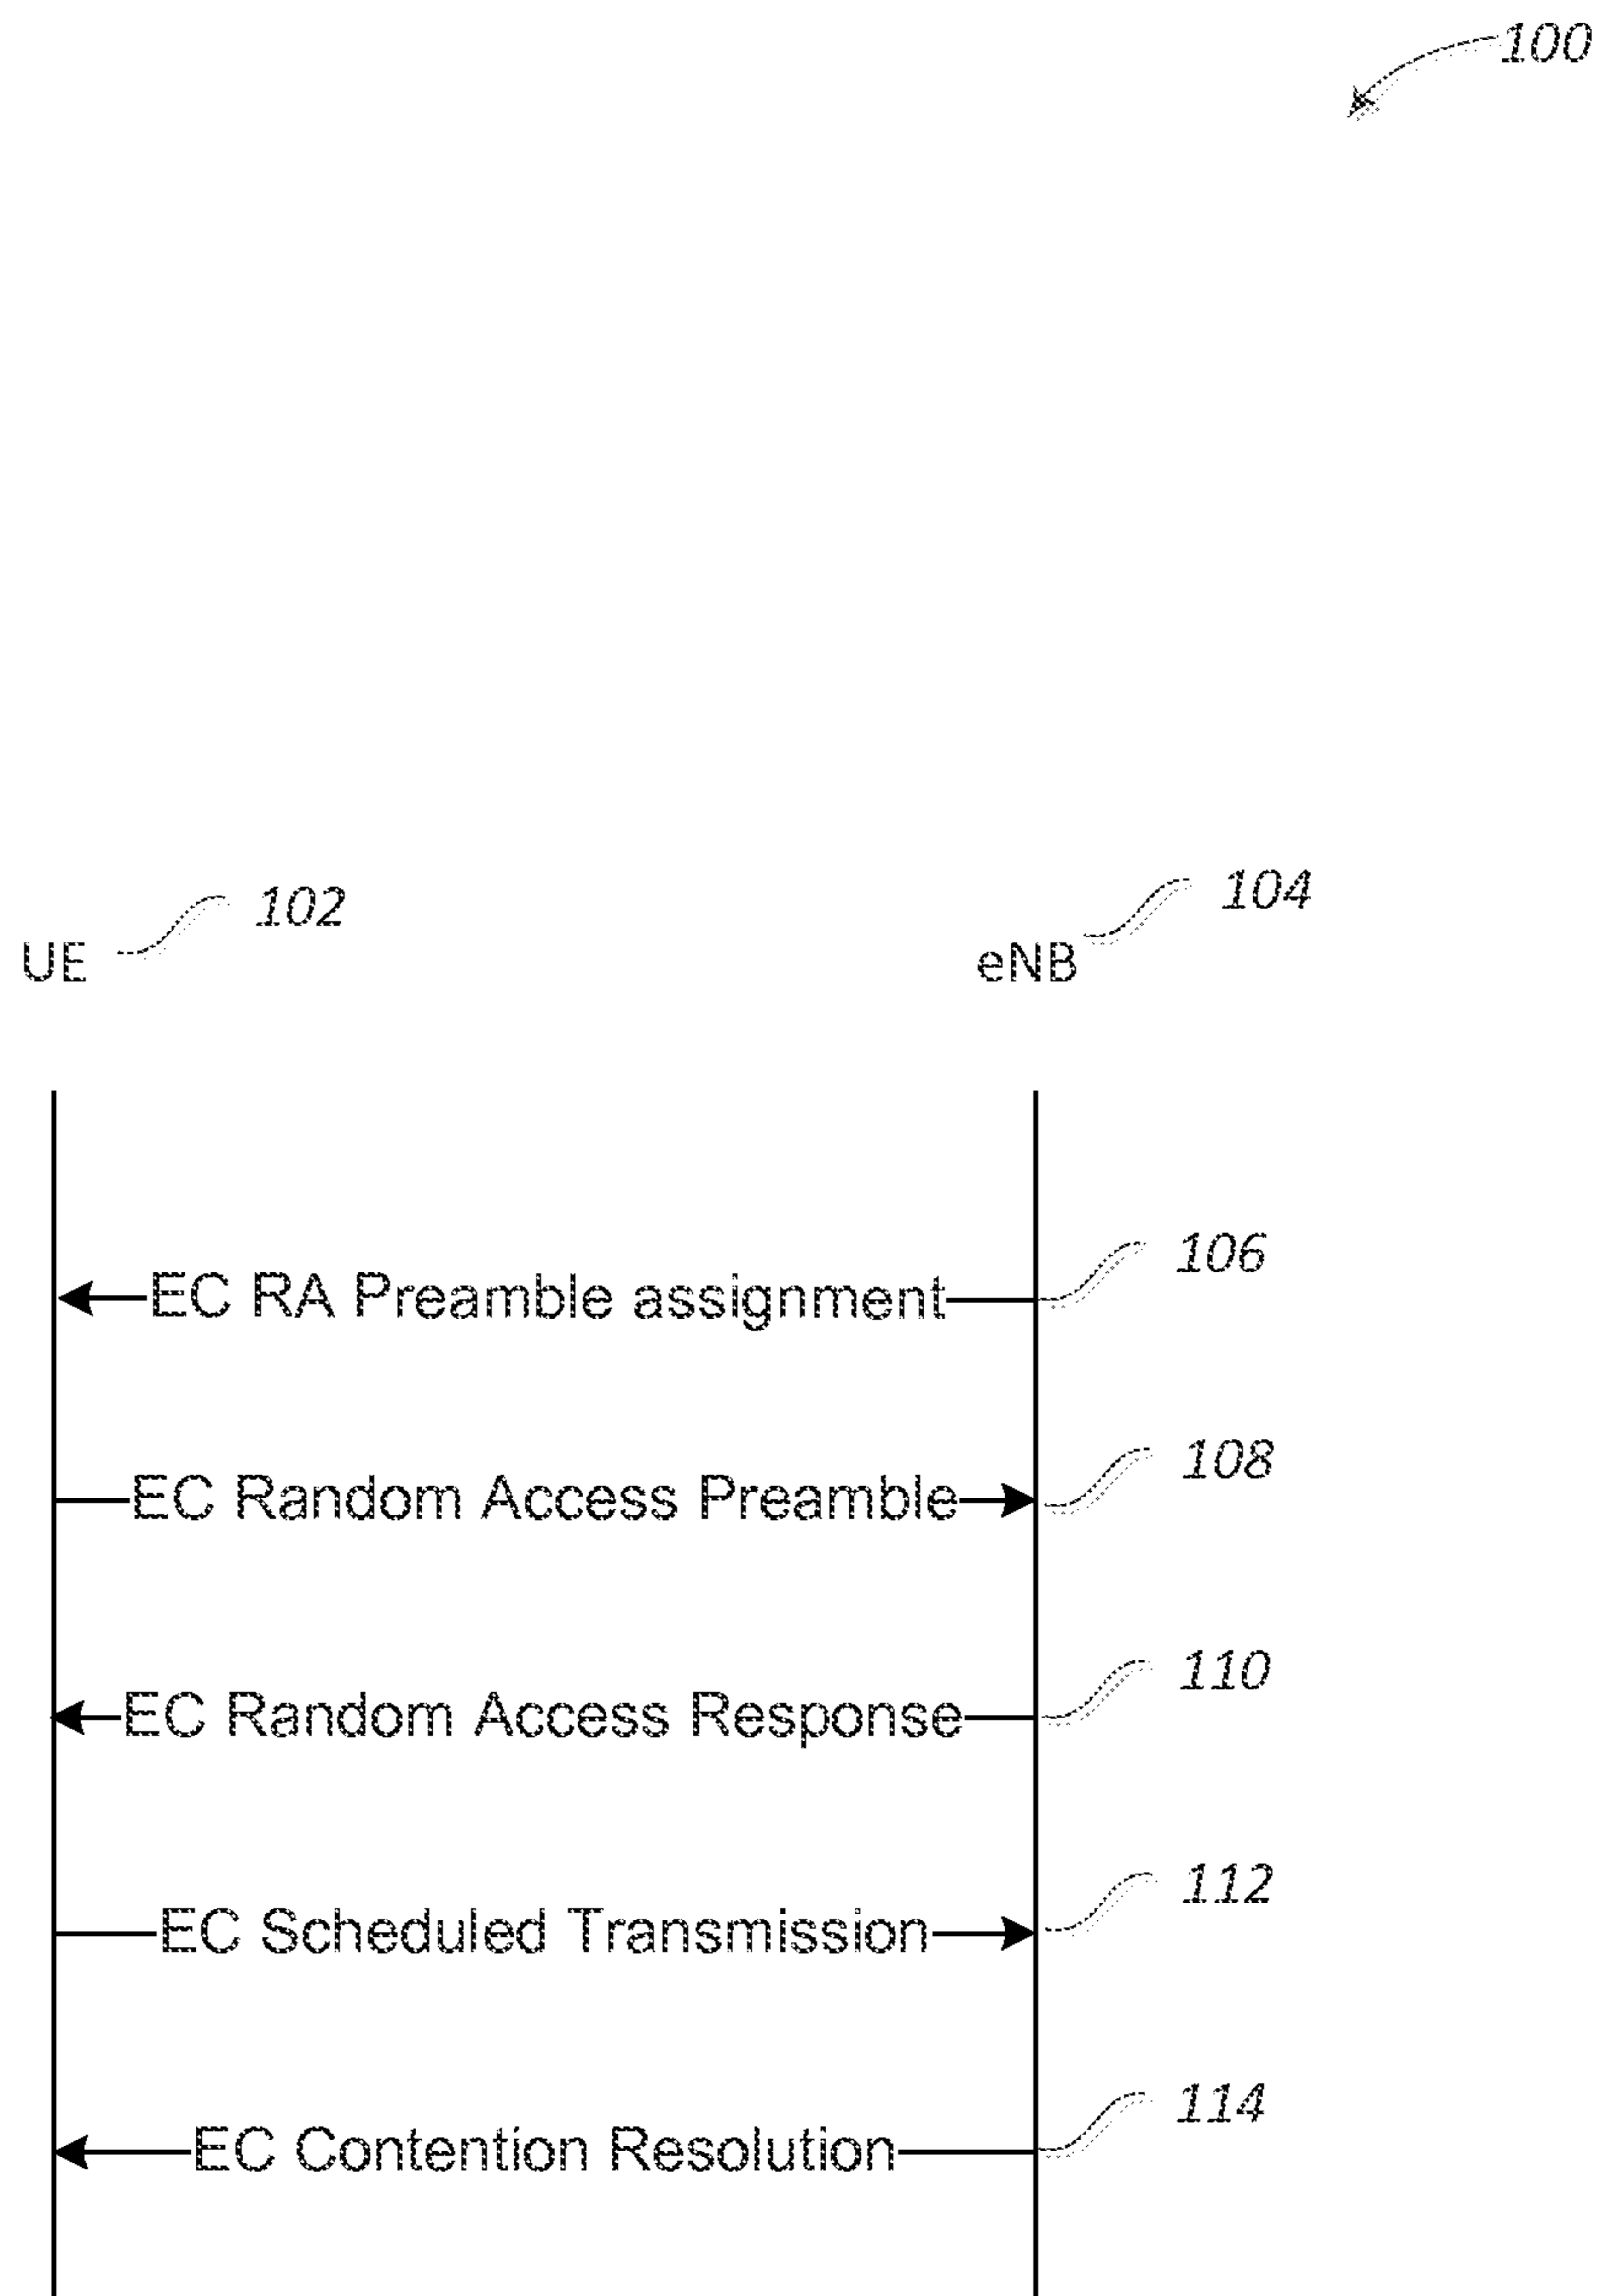 100
102
104
UE
eNB
106
EC RA Preamble assignment
108
EC Random Access Preamble
110
EC Random Access Response
112
EC Scheduled Transmission
114
EC Contention Resolution